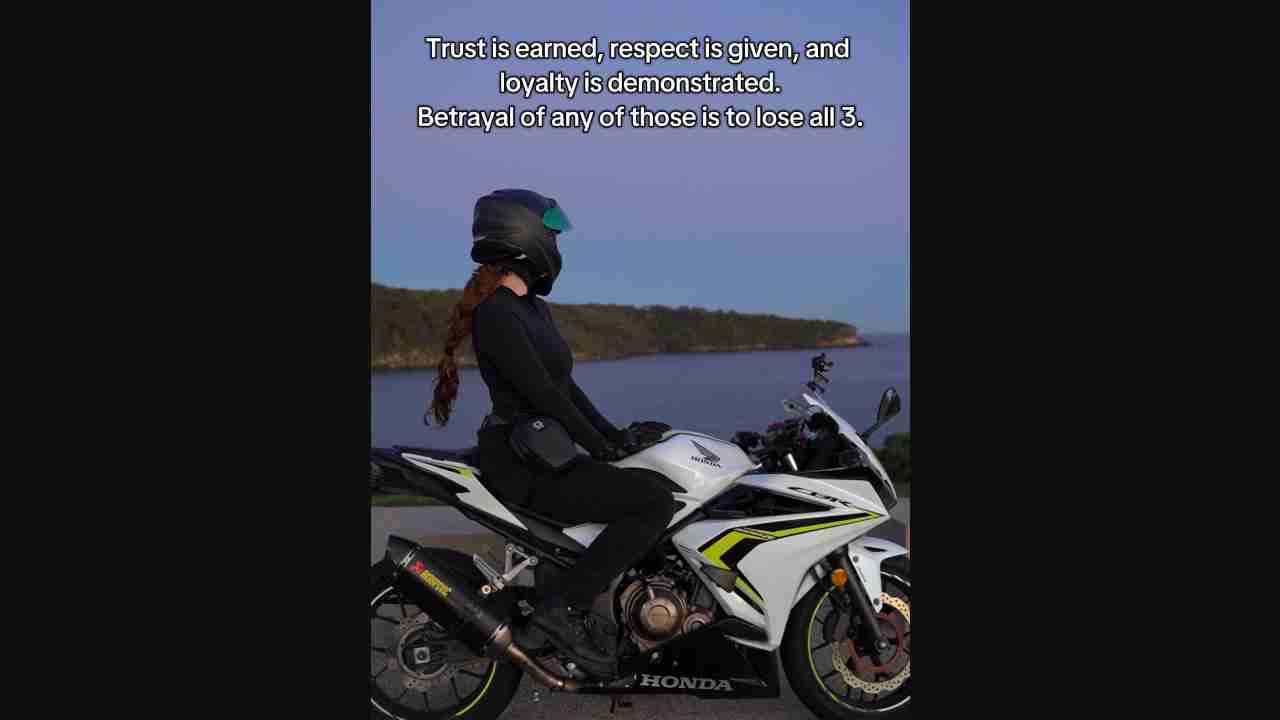 Trust is earned, respect is given, and
loyalty is demonstrated.
Betrayal of any of those is to lose all 3.
HONDA
CBR
AKRAPOVIČ
HONDA